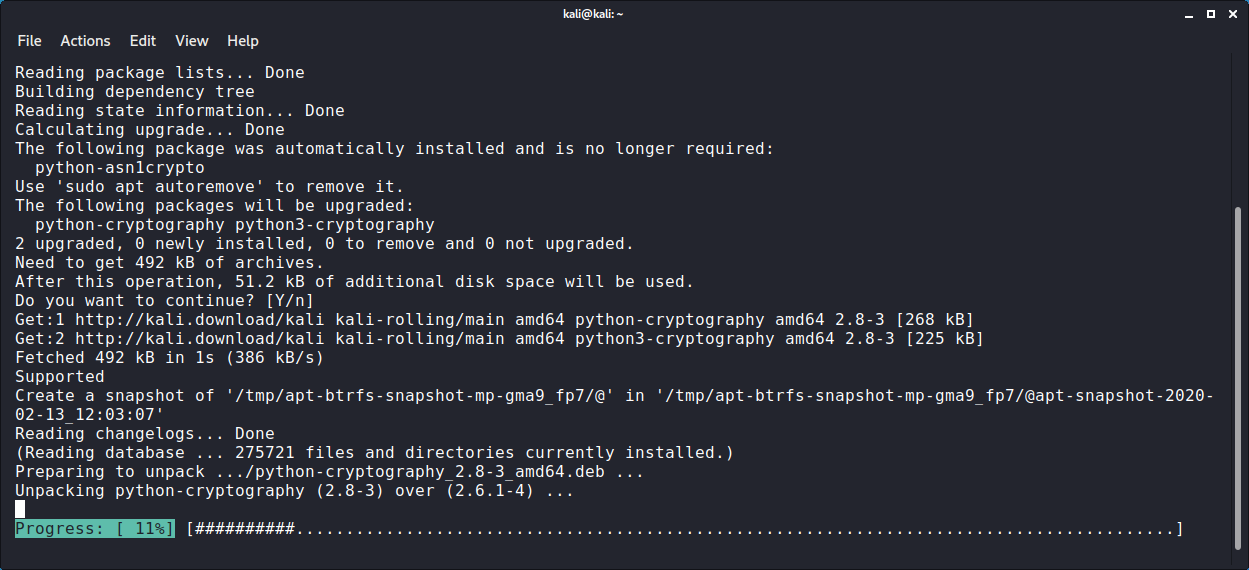 kali@kali: ~
File Actions Edit View Help
Reading package lists... Done
Building dependency tree
Reading state information... Done
Calculating upgrade... Done
The following package was automatically installed and is no longer required:
  python-asn1crypto
Use 'sudo apt autoremove' to remove it.
The following packages will be upgraded:
  python-cryptography python3-cryptography
2 upgraded, 0 newly installed, 0 to remove and 0 not upgraded.
Need to get 492 kB of archives.
After this operation, 51.2 kB of additional disk space will be used.
Do you want to continue? [Y/n]
Get:1 http://kali.download/kali kali-rolling/main amd64 python-cryptography amd64 2.8-3 [268 kB]
Get:2 http://kali.download/kali kali-rolling/main amd64 python3-cryptography amd64 2.8-3 [225 kB]
Fetched 492 kB in 1s (386 kB/s)
Supported
Create a snapshot of '/tmp/apt-btrfs-snapshot-mp-gma9_fp7/@' in '/tmp/apt-btrfs-snapshot-mp-gma9_fp7/@apt-snapshot-2020-
02-13_12:03:07'
Reading changelogs... Done
(Reading database ... 275721 files and directories currently installed.)
Preparing to unpack .../python-cryptography_2.8-3_amd64.deb ...
Unpacking python-cryptography (2.8-3) over (2.6.1-4) ...
Progress: [ 11%] [##########........................................................................................]